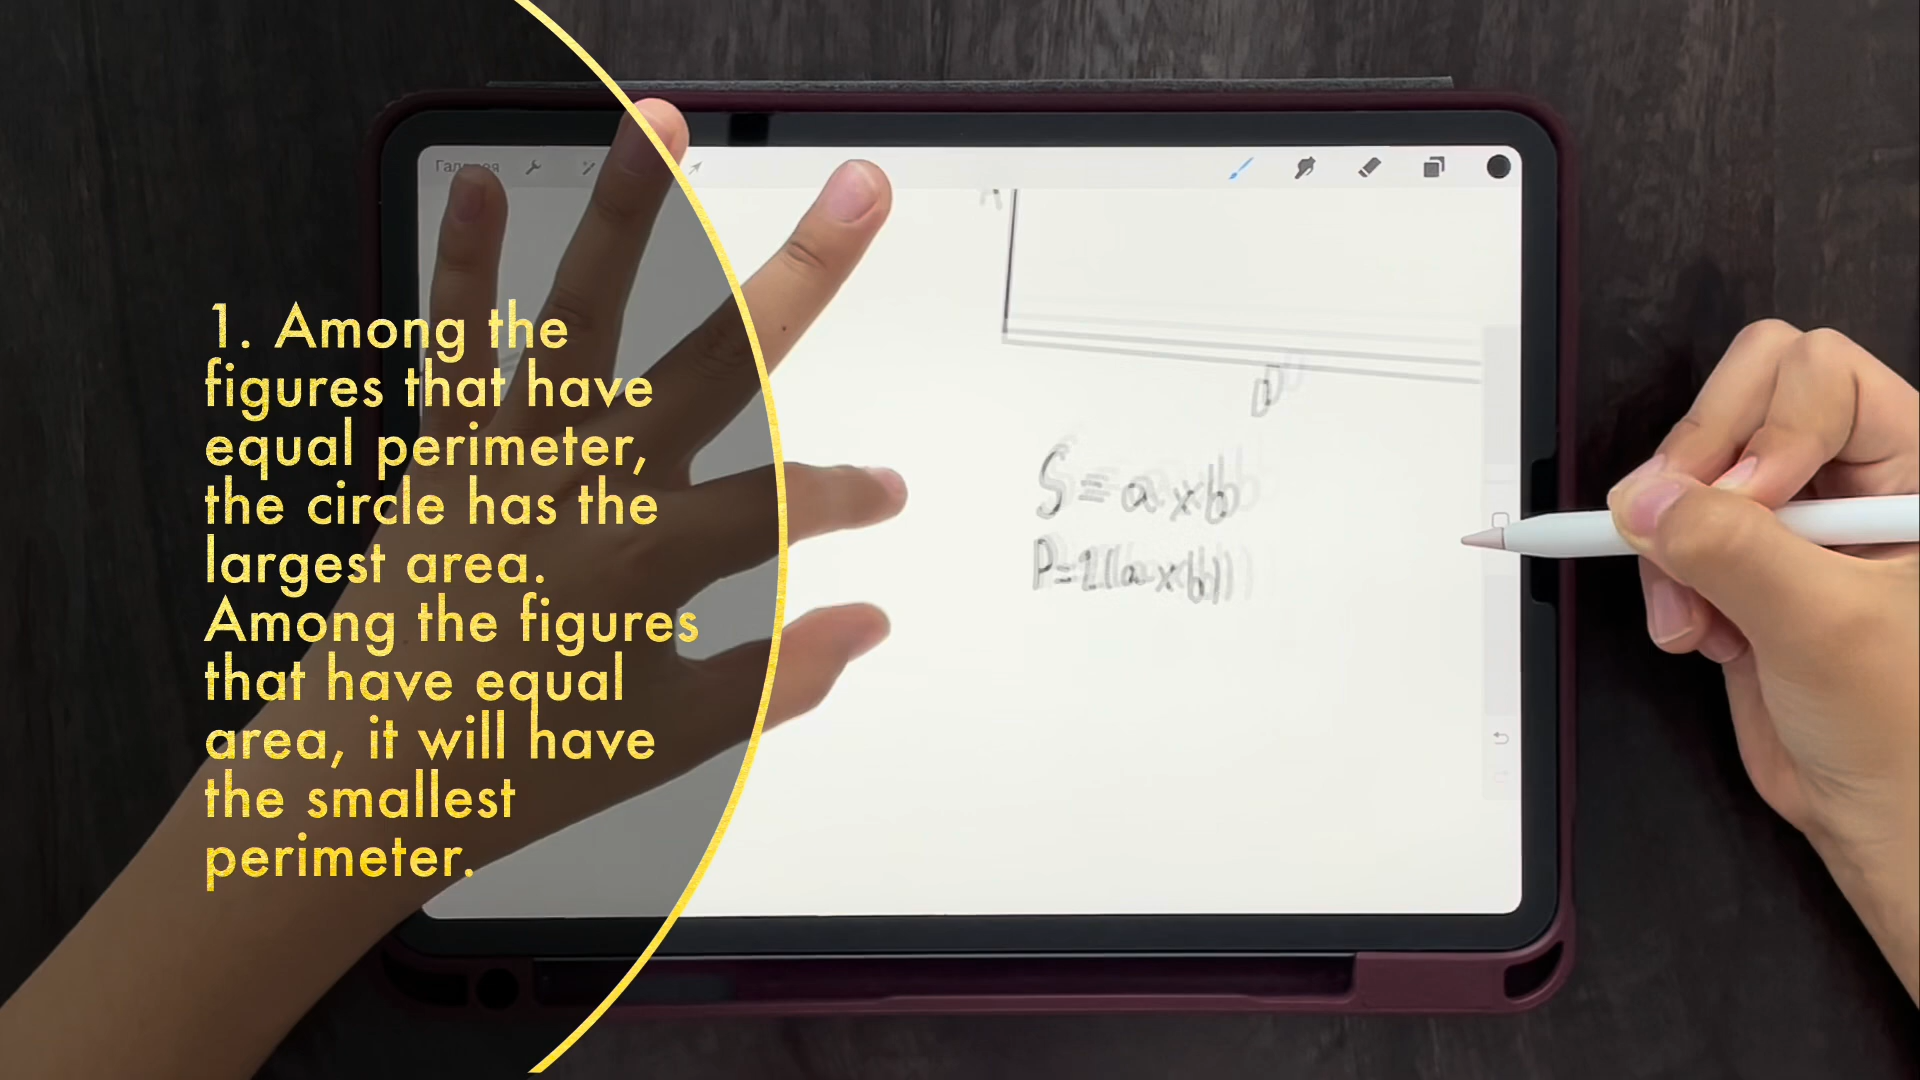 1. Among the
figures that have
equal perimeter,
the circle has the
largest area.
Among the figures
that have equal
area, it will have
the smallest
perimeter.
Галерея
A
D
S = a x b
P = 2(a x b)